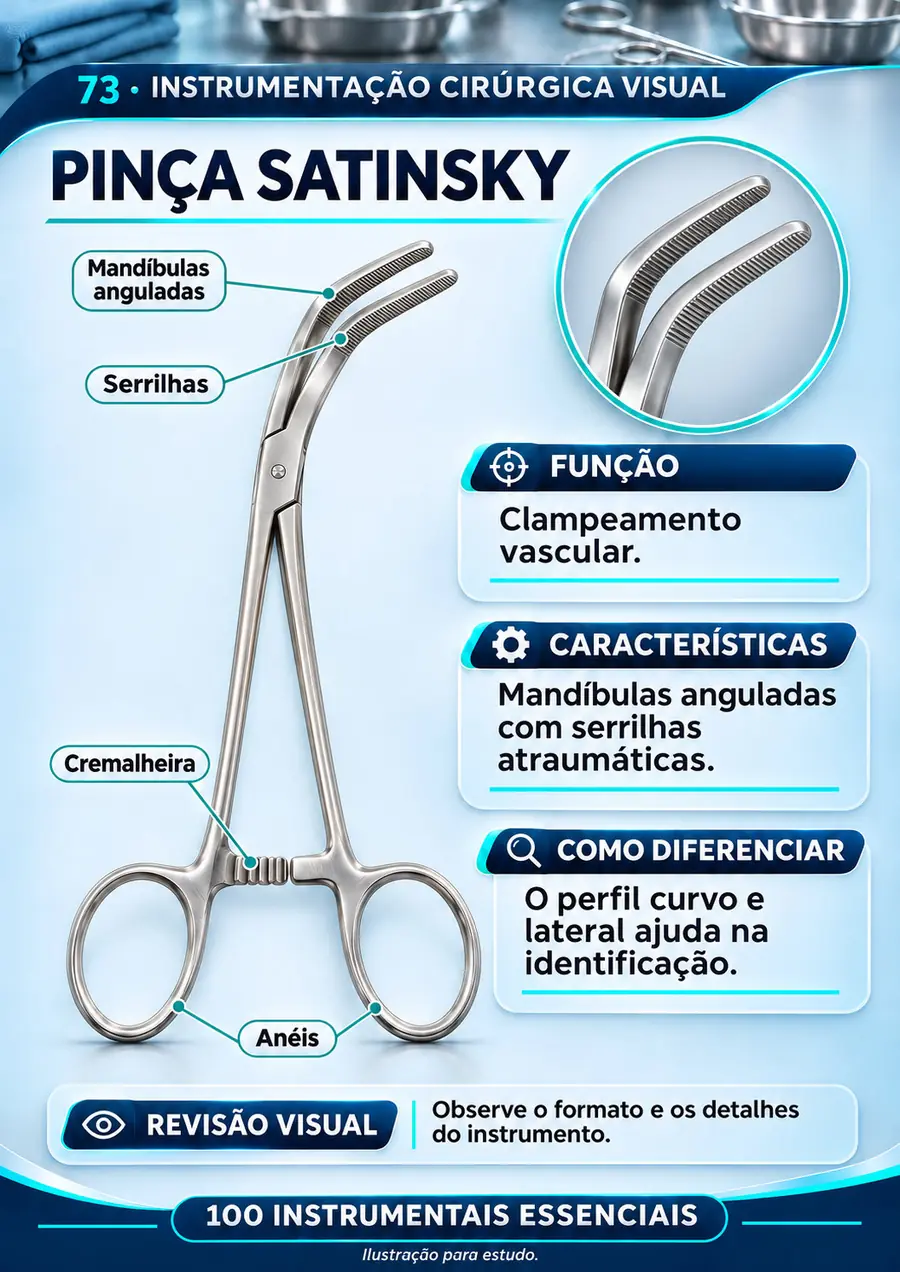 73 • INSTRUMENTAÇÃO CIRÚRGICA VISUAL
PINÇA SATINSKY
Mandíbulas
anguladas
Serrilhas
FUNÇÃO
Clampeamento
vascular.
CARACTERÍSTICAS
Mandíbulas anguladas
com serrilhas
atraumáticas.
Cremalheira
COMO DIFERENCIAR
O perfil curvo e
lateral ajuda na
identificação.
Anéis
REVISÃO VISUAL
Observe o formato e os detalhes
do instrumento.
100 INSTRUMENTAIS ESSENCIAIS
Ilustração para estudo.